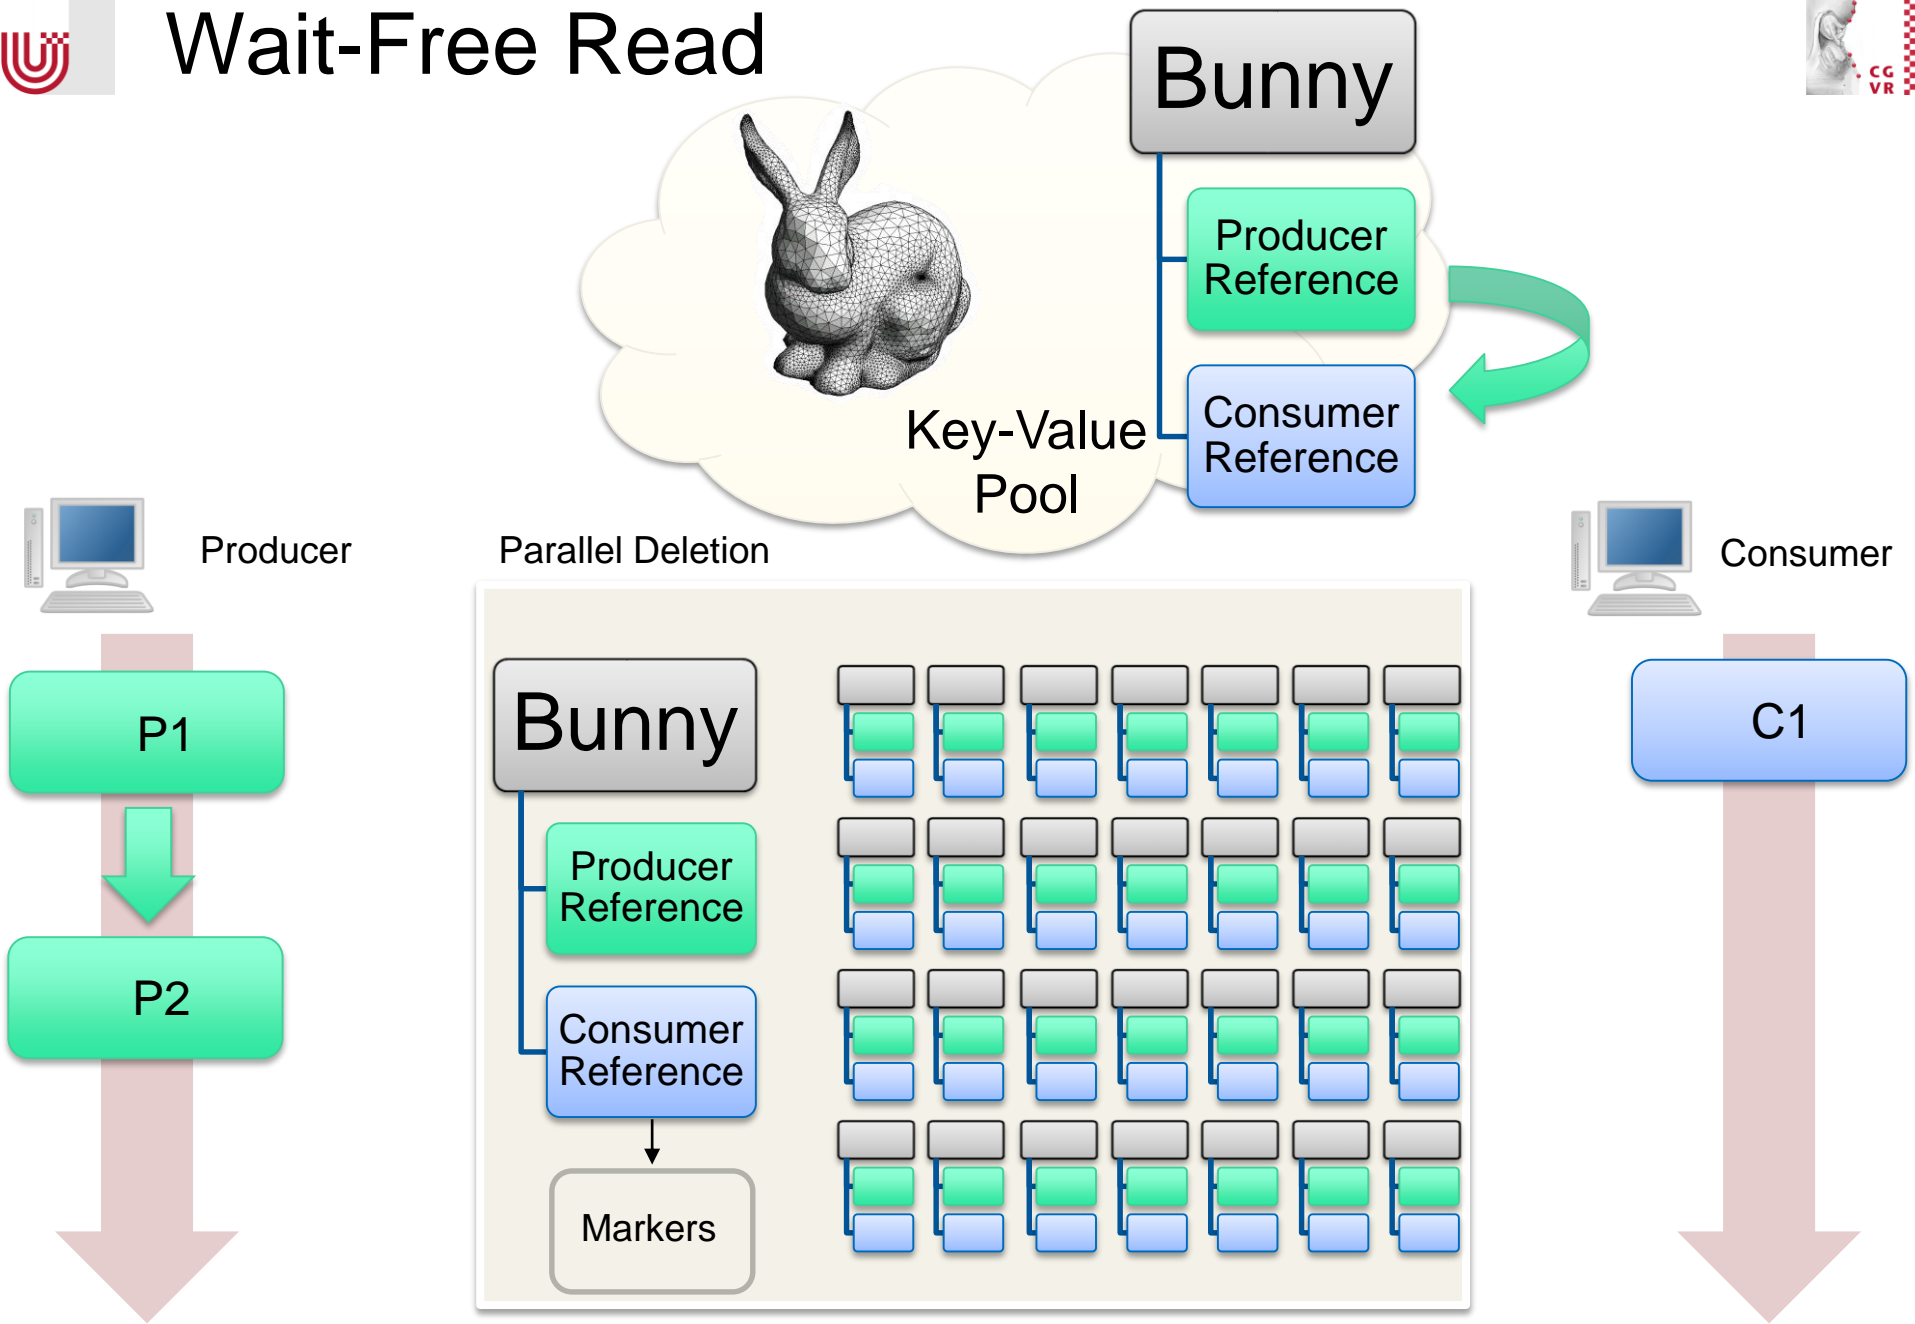 Wait-Free Read
CG
VR
Bunny
Producer
Reference
Consumer
Reference
Key-Value
Pool
Producer
Parallel Deletion
Consumer
Bunny
Producer
Reference
Consumer
Reference
Markers
P1
P2
C1